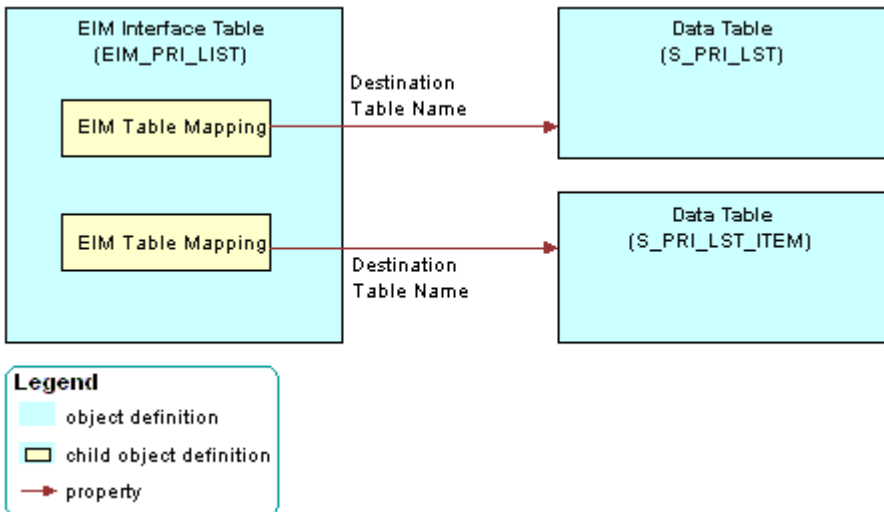 EIM Interface Table
(EIM_PRI_LIST)
EIM Table Mapping
EIM Table Mapping
Destination
Table Name
Destination
Table Name
Data Table
(S_PRI_LST)
Data Table
(S_PRI_LST_ITEM)
Legend
object definition
child object definition
property